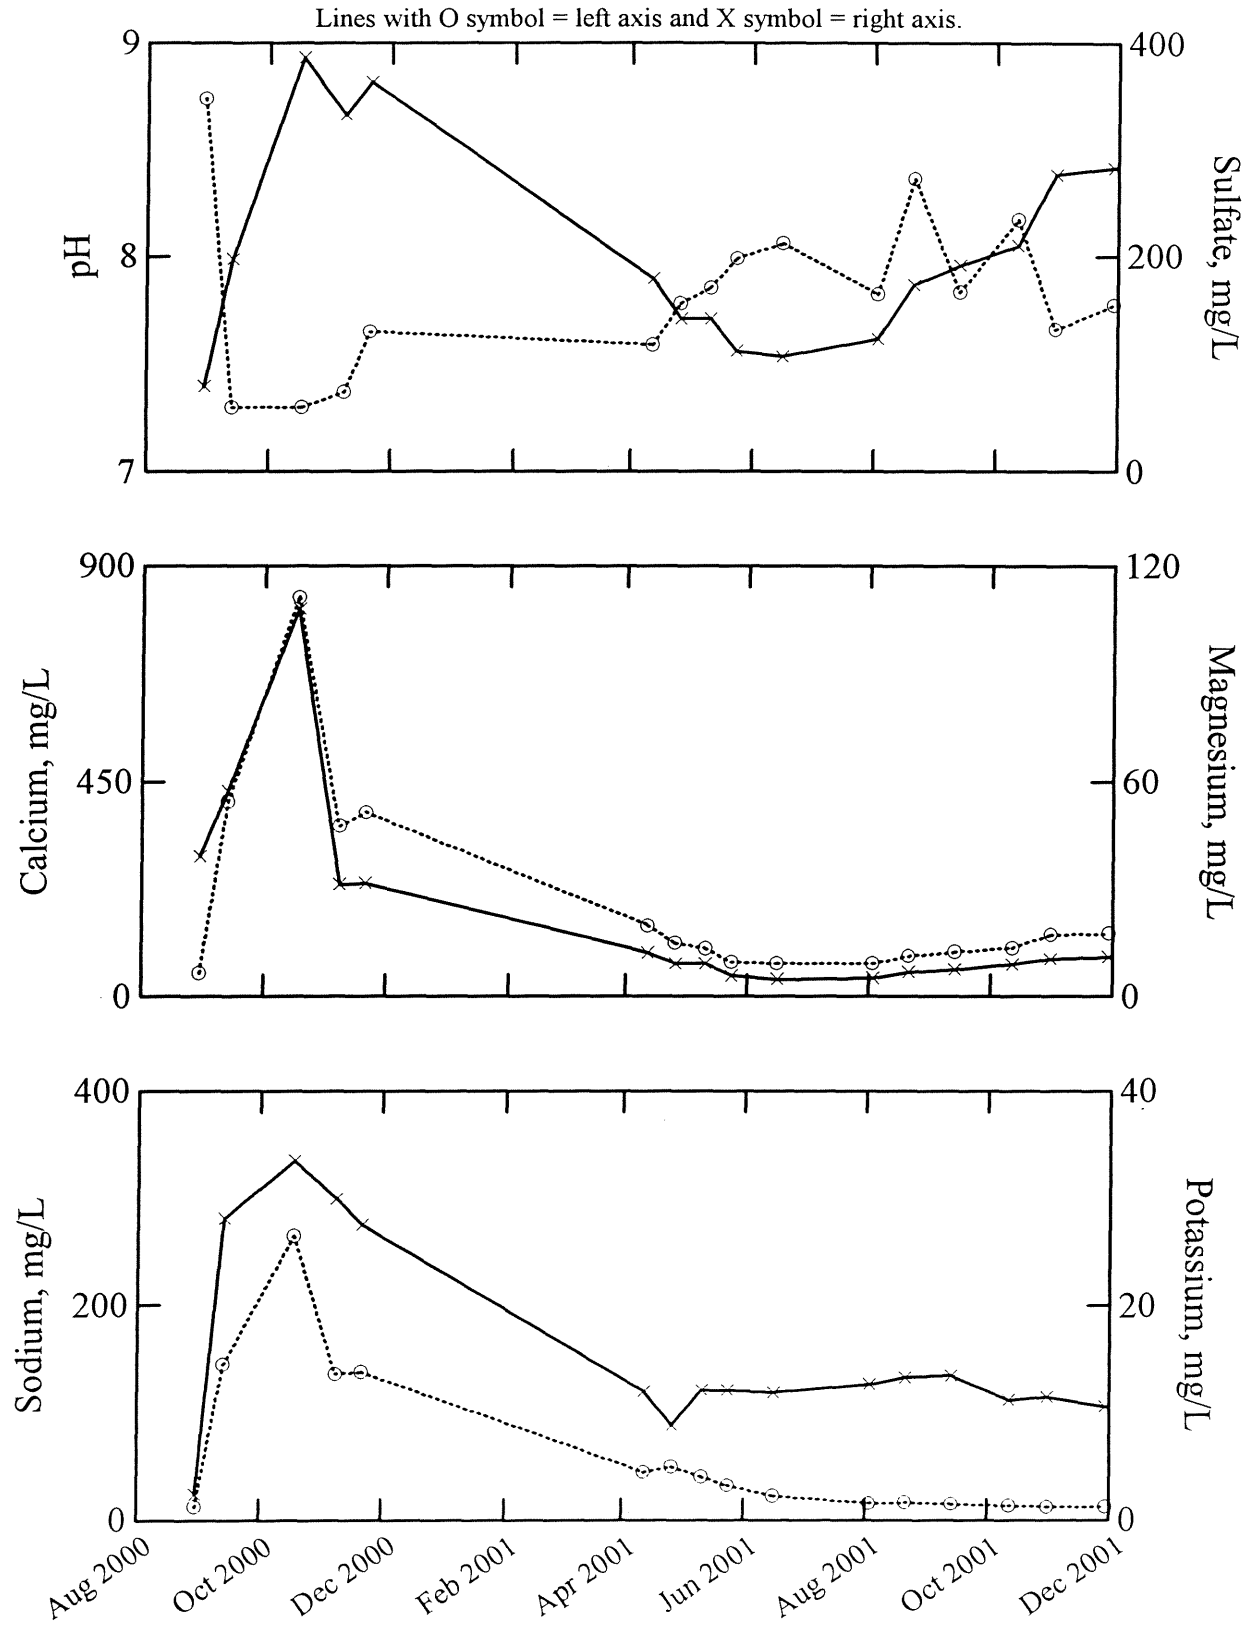 Lines with O symbol = left axis and X symbol = right axis.
9
400
pH
8
200
Sulfate, mg/L
7
0
900
120
Calcium, mg/L
450
60
Magnesium, mg/L
0
0
400
40
Sodium, mg/L
200
20
Potassium, mg/L
0
0
Aug 2000
Oct 2000
Dec 2000
Feb 2001
Apr 2001
Jun 2001
Aug 2001
Oct 2001
Dec 2001